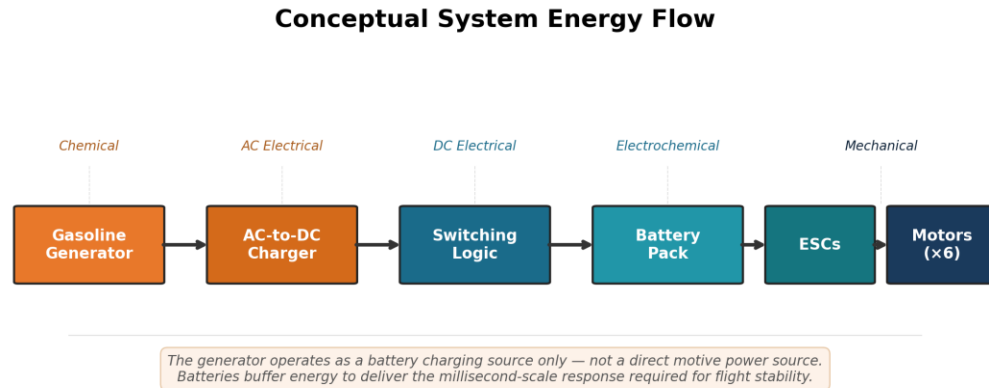 Conceptual System Energy Flow
Chemical
AC Electrical
DC Electrical
Electrochemical
Mechanical
Gasoline
Generator
AC-to-DC
Charger
Switching
Logic
Battery
Pack
ESCs
Motors
(×6)
The generator operates as a battery charging source only — not a direct motive power source.
Batteries buffer energy to deliver the millisecond-scale response required for flight stability.